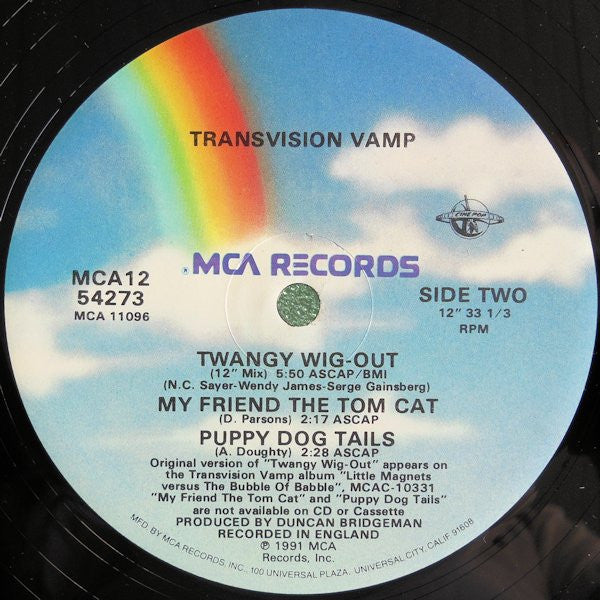 TRANSVISION VAMP
CINE POP
® MCA RECORDS
MCA12
54273
MCA 11096
SIDE TWO
12" 33 1/3
RPM
TWANGY WIG-OUT
(12" Mix) 5:50 ASCAP/BMI
(N.C. Sayer-Wendy James-Serge Gainsberg)
MY FRIEND THE TOM CAT
(D. Parsons) 2:17 ASCAP
PUPPY DOG TAILS
(A. Doughty) 2:28 ASCAP
Original version of "Twangy Wig-Out" appears on
the Transvision Vamp album "Little Magnets
versus The Bubble Of Babble", MCAC-10331
"My Friend The Tom Cat" and "Puppy Dog Tails"
are not available on CD or Cassette
PRODUCED BY DUNCAN BRIDGEMAN
RECORDED IN ENGLAND
℗ 1991 MCA
Records, Inc.
MFD. BY MCA RECORDS, INC., 100 UNIVERSAL PLAZA, UNIVERSAL CITY, CALIF. 91608